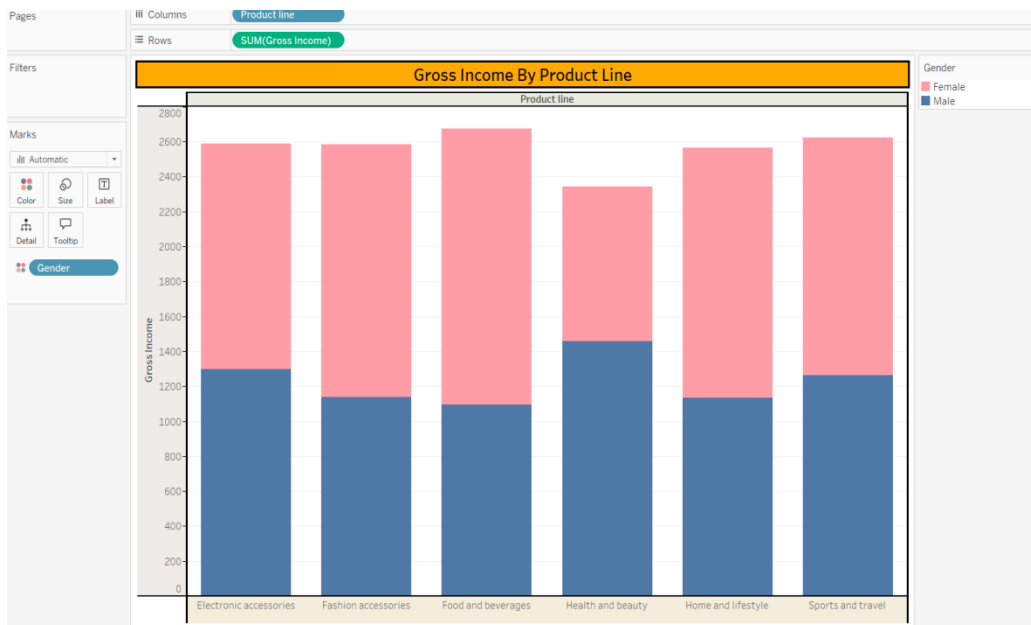 Pages
Columns
Product line
Rows
SUM(Gross Income)
Filters
Marks
Automatic
Color
Size
Label
Detail
Tooltip
Gender
Gross Income By Product Line
Product line
Gross Income
2800
2600
2400
2200
2000
1800
1600
1400
1200
1000
800
600
400
200
0
Electronic accessories
Fashion accessories
Food and beverages
Health and beauty
Home and lifestyle
Sports and travel
Gender
Female
Male